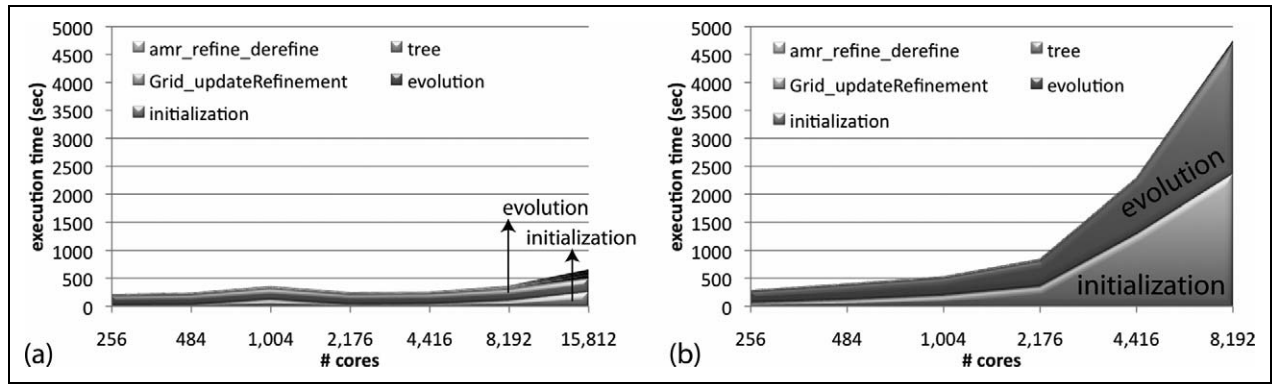 5000
4500
4000
3500
3000
2500
2000
1500
1000
500
0
execution time (sec)
amr_refine_derefine
tree
Grid_updateRefinement
evolution
initialization
evolution
initialization
256 484 1,004 2,176 4,416 8,192 15,812
# cores
(a)
5000
4500
4000
3500
3000
2500
2000
1500
1000
500
0
execution time (sec)
amr_refine_derefine
tree
Grid_updateRefinement
evolution
initialization
evolution
initialization
256 484 1,004 2,176 4,416 8,192
# cores
(b)